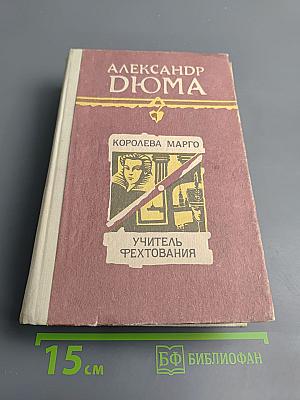 АЛЕКСАНДР
ДЮМА
КОРОЛЕВА МАРГО
УЧИТЕЛЬ
ФЕХТОВАНИЯ
15 см
БФ БИБЛИОФАН